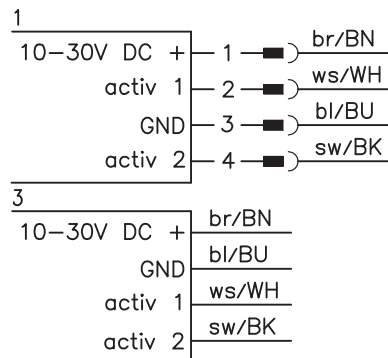 1
10-30V DC + 1 br/BN
activ 1 2 ws/WH
GND 3 bl/BU
activ 2 4 sw/BK
3
10-30V DC + br/BN
GND bl/BU
activ 1 ws/WH
activ 2 sw/BK